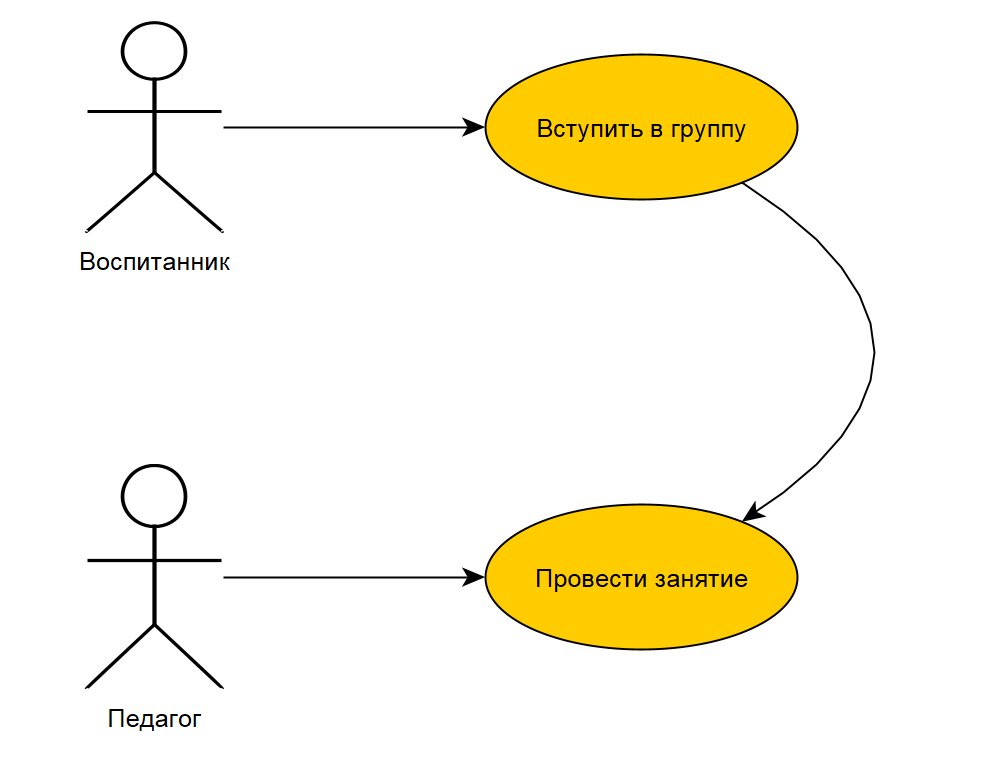 Вступить в группу
Воспитанник
Провести занятие
Педагог